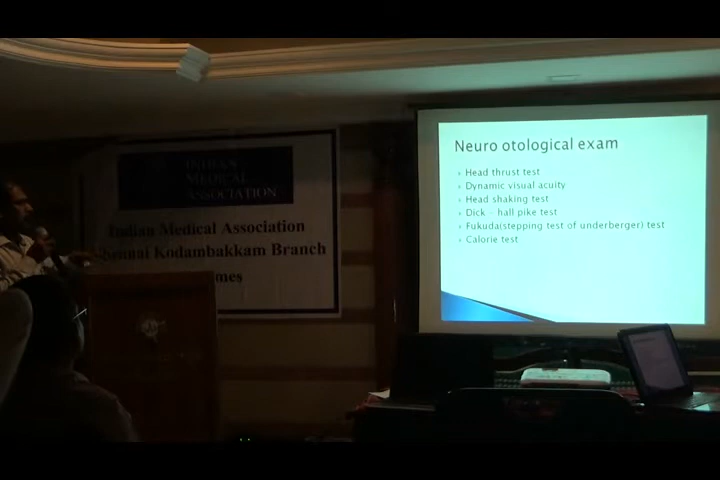 INDIAN
MEDICAL
ASSOCIATION
Indian Medical Association
Kodambakkam Branch
Neuro otological exam
Head thrust test
Dynamic visual acuity
Head shaking test
Dick - hall pike test
Fukuda(stepping test of underberger) test
Calorie test